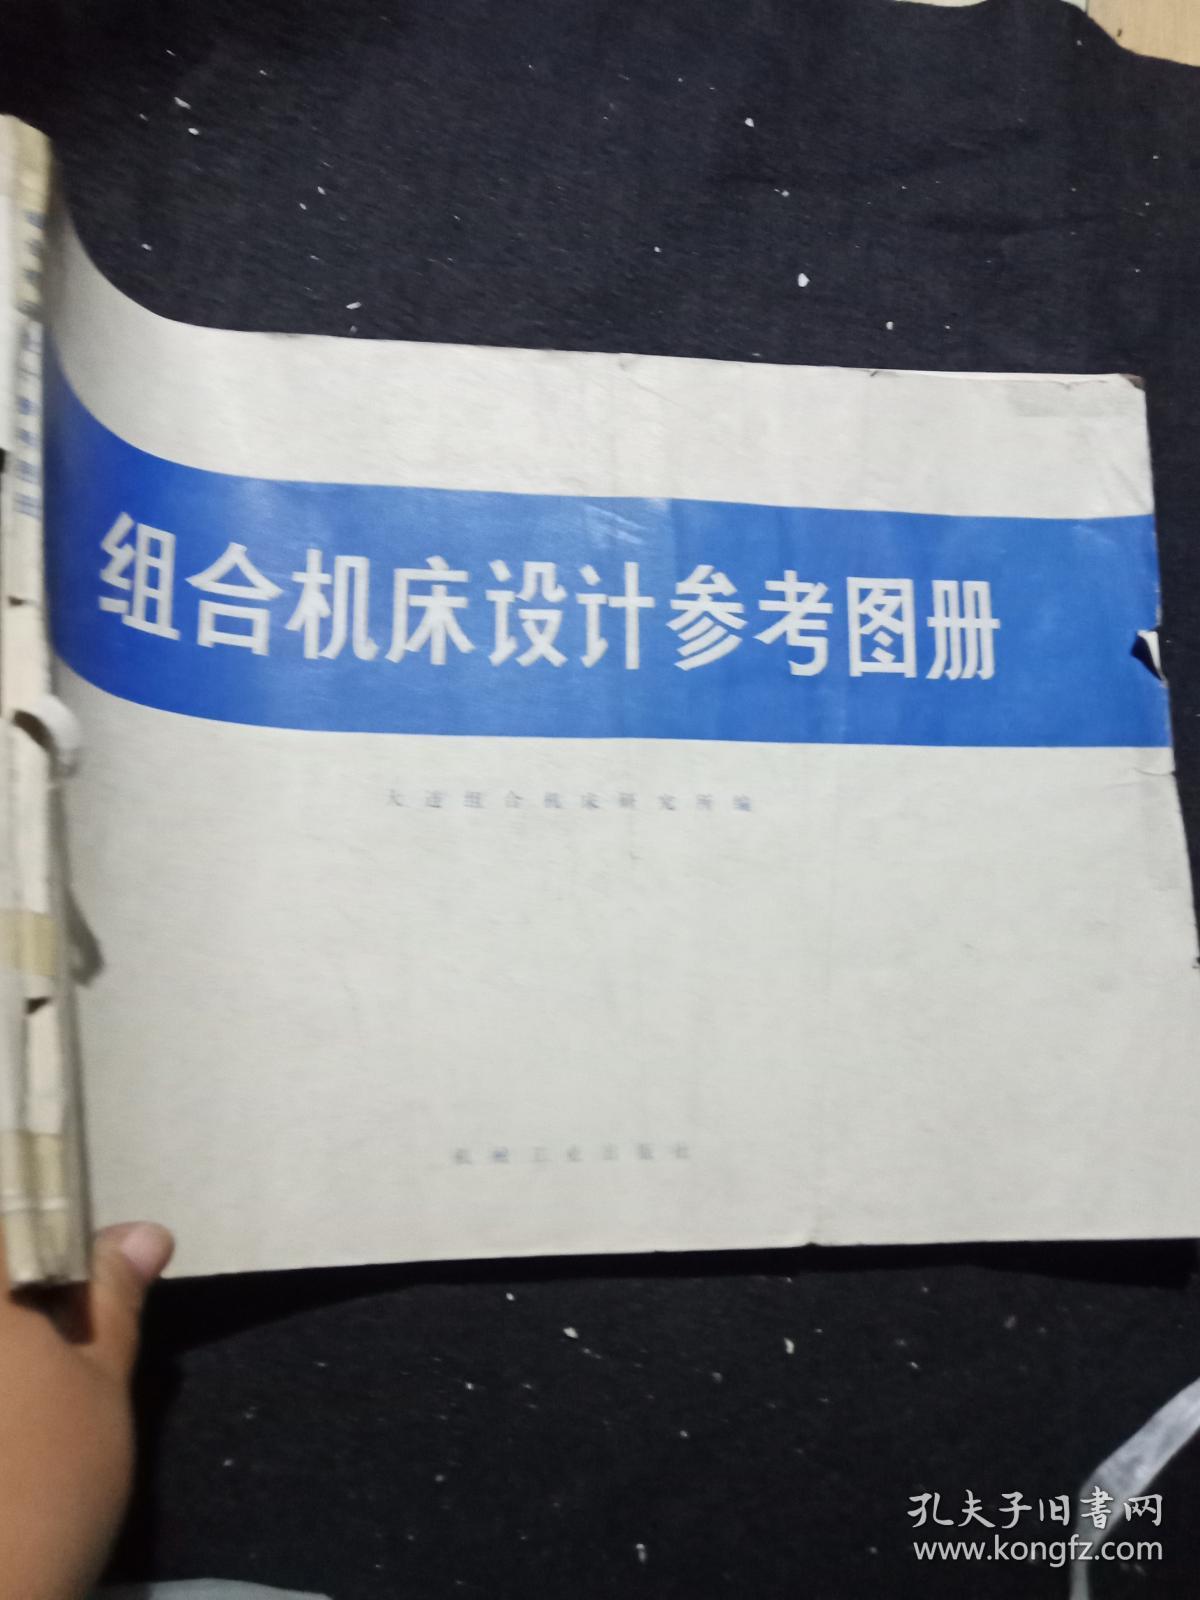 组合机床设计参考图册
大连组合机床研究所编
机械工业出版社
孔夫子旧書网
www.kongfz.com